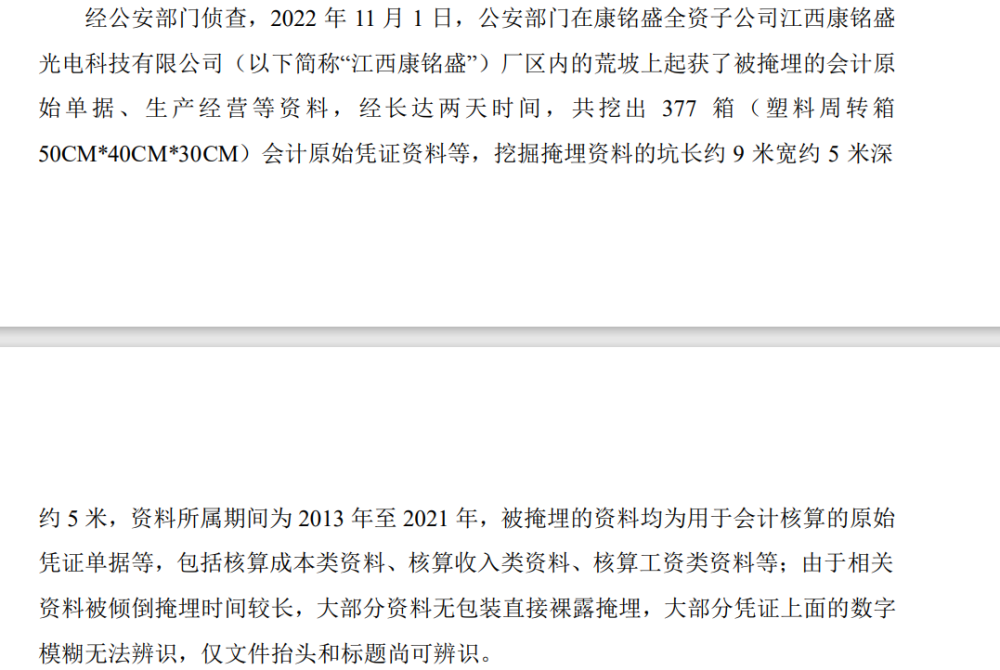 经公安部门侦查，2022 年 11 月 1 日，公安部门在康铭盛全资子公司江西康铭盛
光电科技有限公司（以下简称“江西康铭盛”）厂区内的荒坡上起获了被掩埋的会计原
始单据、生产经营等资料，经长达两天时间，共挖出 377 箱（塑料周转箱
50CM*40CM*30CM）会计原始凭证资料等，挖掘掩埋资料的坑长约 9 米宽约 5 米深
约 5 米，资料所属期间为 2013 年至 2021 年，被掩埋的资料均为用于会计核算的原始
凭证单据等，包括核算成本类资料、核算收入类资料、核算工资类资料等；由于相关
资料被倾倒掩埋时间较长，大部分资料无包装直接裸露掩埋，大部分凭证上面的数字
模糊无法辨识，仅文件抬头和标题尚可辨识。